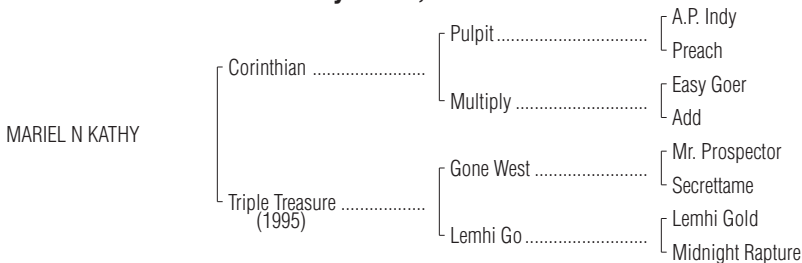 A.P. Indy
Pulpit
Preach
Corinthian
Easy Goer
Multiply
Add
MARIEL N KATHY
Mr. Prospector
Gone West
Secrettame
Triple Treasure
(1995)
Lemhi Gold
Lemhi Go
Midnight Rapture